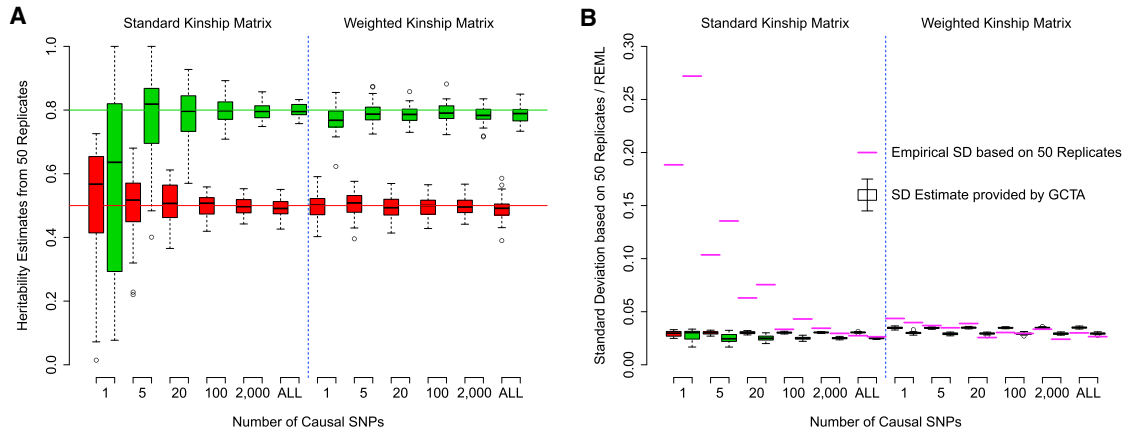 A
Standard Kinship Matrix
Weighted Kinship Matrix
Heritability Estimates from 50 Replicates
1.0
0.8
0.6
0.4
0.2
0.0
1 5 20 100 2,000 ALL 1 5 20 100 2,000 ALL
Number of Causal SNPs
B
Standard Kinship Matrix
Weighted Kinship Matrix
Standard Deviation based on 50 Replicates / REML
0.30
0.25
0.20
0.15
0.10
0.05
0.00
Empirical SD based on 50 Replicates
SD Estimate provided by GCTA
1 5 20 100 2,000 ALL 1 5 20 100 2,000 ALL
Number of Causal SNPs